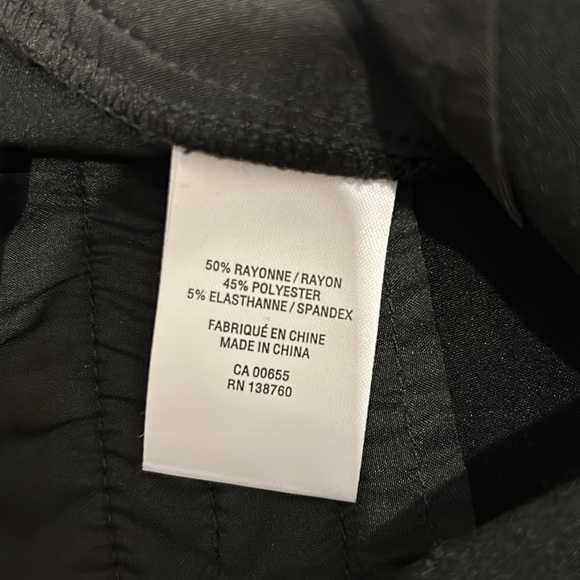 50% RAYONNE / RAYON
45% POLYESTER
5% ELASTHANNE / SPANDEX
FABRIQUÉ EN CHINE
MADE IN CHINA
CA 00655
RN 138760